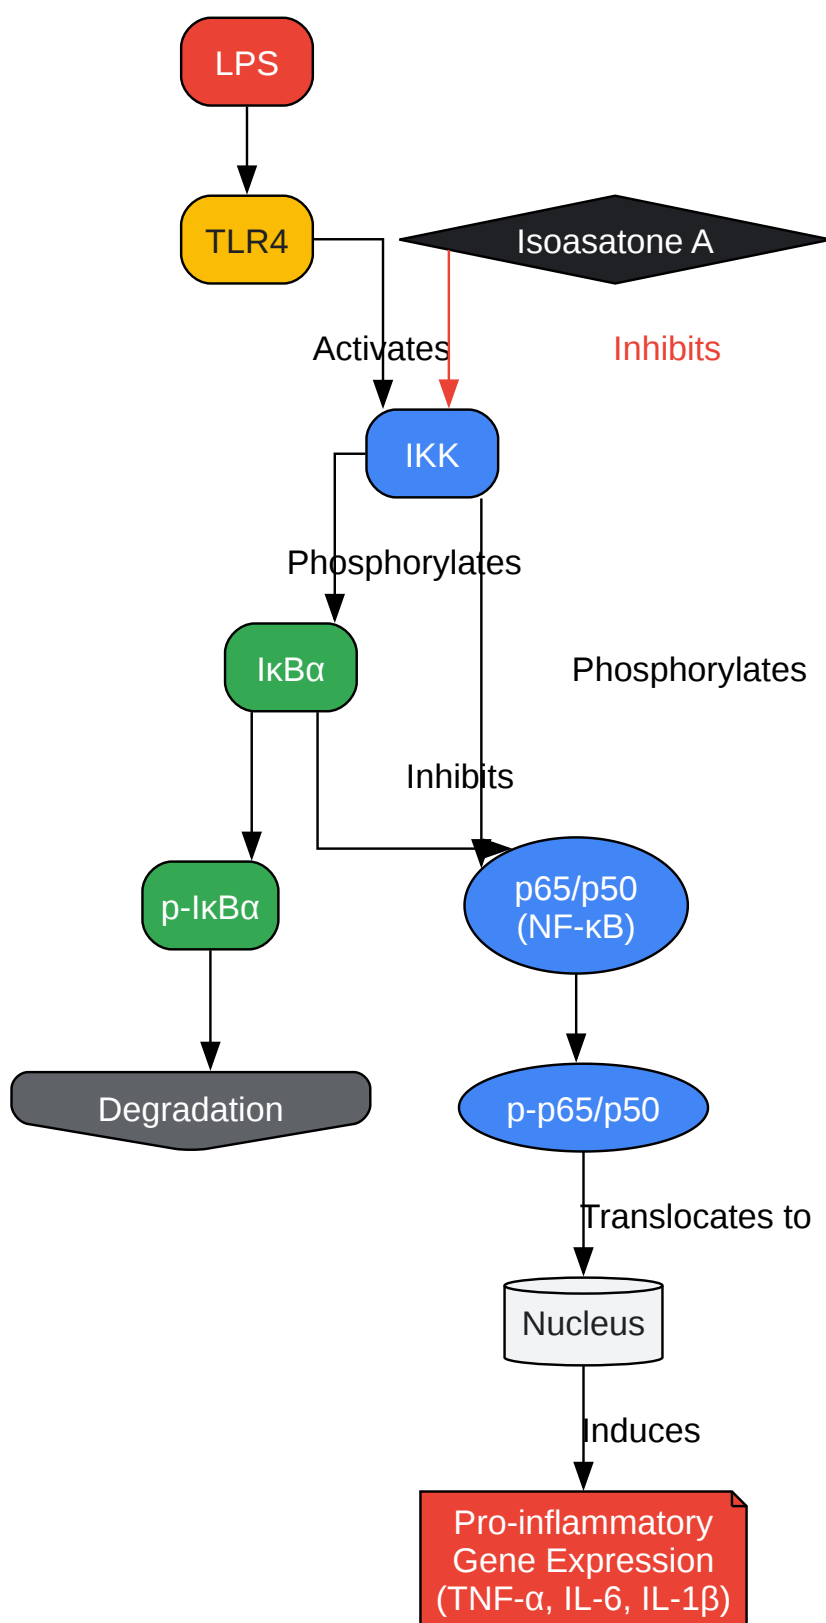 LPS
TLR4
Isoasatone A
Activates
Inhibits
IKK
Phosphorylates
IκBα
Phosphorylates
Inhibits
p65/p50
(NF-κB)
p-IκBα
Degradation
p-p65/p50
Translocates to
Nucleus
Induces
Pro-inflammatory
Gene Expression
(TNF-α, IL-6, IL-1β)